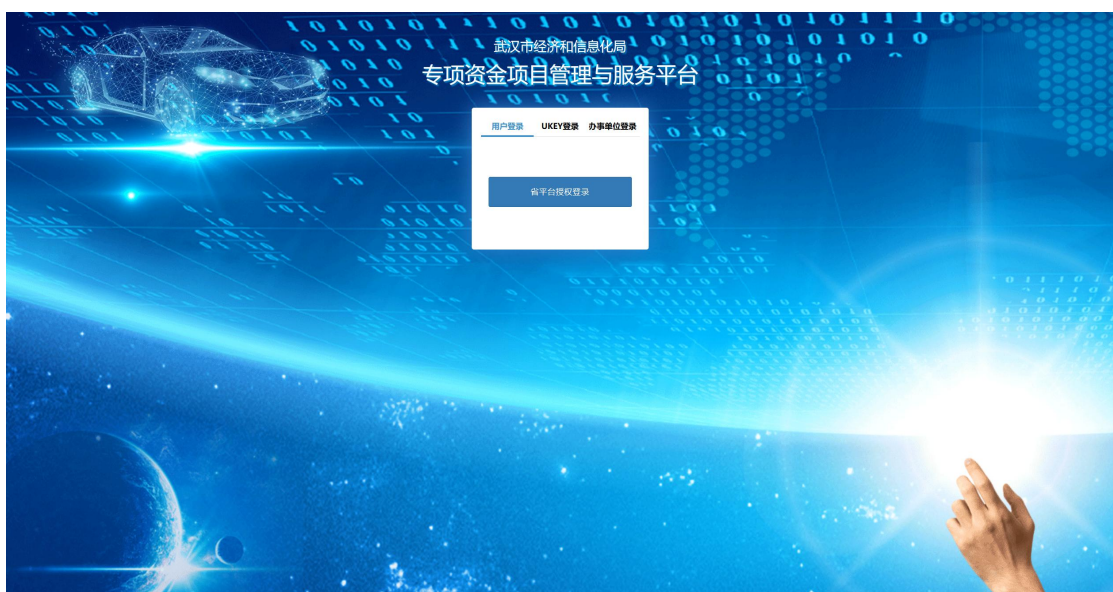 武汉市经济和信息化局
专项资金项目管理与服务平台
用户登录 UKEY登录 办事单位登录
省平台授权登录